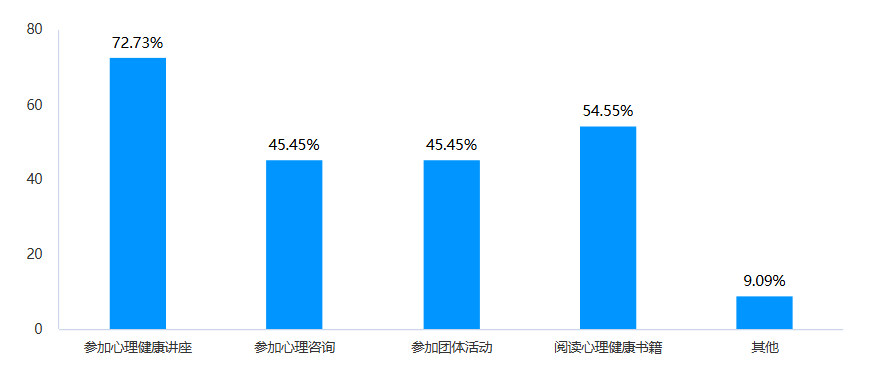 80
72.73%
60
54.55%
45.45%
45.45%
40
20
9.09%
0
参加心理健康讲座
参加心理咨询
参加团体活动
阅读心理健康书籍
其他